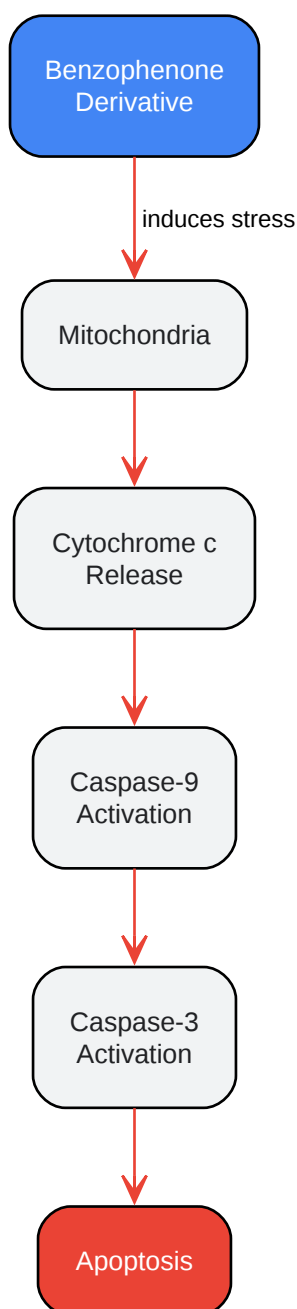 Benzophenone
Derivative
induces stress
Mitochondria
Cytochrome c
Release
Caspase-9
Activation
Caspase-3
Activation
Apoptosis